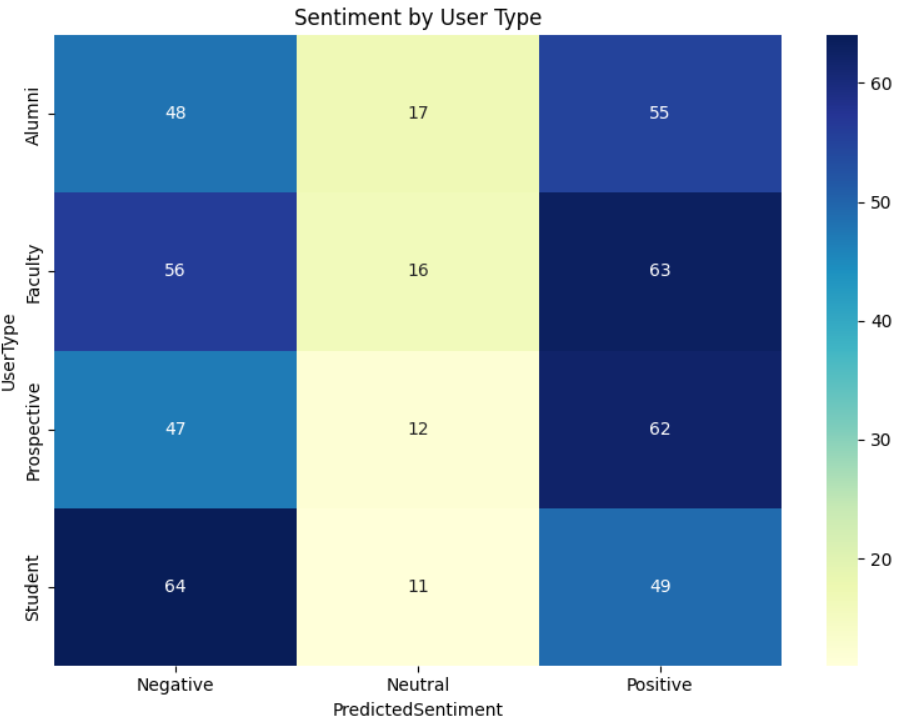 Sentiment by User Type
UserType
Alumni
48
17
55
Faculty
56
16
63
Prospective
47
12
62
Student
64
11
49
Negative
Neutral
Positive
PredictedSentiment
60
50
40
30
20